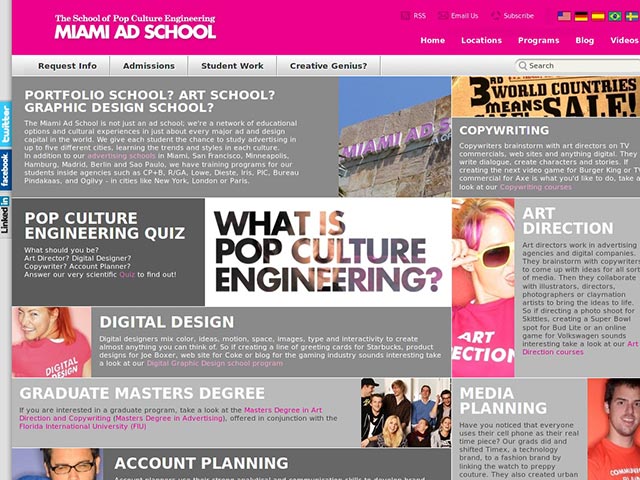 The School of Pop Culture Engineering
MIAMI AD SCHOOL
RSS
Email Us
Subscribe
Home
Locations
Programs
Blog
Videos
Request Info
Admissions
Student Work
Creative Genius?
Search
twitter
facebook
Linked in
PORTFOLIO SCHOOL? ART SCHOOL?
GRAPHIC DESIGN SCHOOL?
The Miami Ad School is not just an ad school; we're a network of educational
options and cultural experiences in just about every major ad and design
capital in the world. We give each student the chance to study advertising in
up to five different cites, learning the trends and styles in each culture.
In addition to our advertising schools in Miami, San Francisco, Minneapolis,
Hamburg, Madrid, Berlin and Sao Paulo, we have training programs for our
students inside agencies such as CP+B, R/GA, Lowe, Dieste, Iris, PIC, Bureau
Pindakaas, and Ogilvy - in cities like New York, London or Paris.
MIAMI AD S
3RD WORLD COUNTRIES
MEANS SALE!
COPYWRITING
Copywriters brainstorm with art directors on TV
commercials, web sites and anything digital. They
write dialogue, create characters and stories. If
creating the next video game for Burger King or TV
commercial for Axe is what you'd like to do, take a
look at our Copywriting courses
POP CULTURE
ENGINEERING QUIZ
What should you be?
Art Director? Digital Designer?
Copywriter? Account Planner?
Answer our very scientific Quiz to find out!
WHAT IS
POP CULTURE
ENGINEERING?
ART
DIRECTION
Art directors work in advertising
agencies and digital companies.
They brainstorm with copywriters
to come up with ideas for all sorts
of media. Then they collaborate
with illustrators, directors,
photographers or claymation
artists to bring the ideas to life.
So if directing a photo shoot for
Skittles, creating a Super Bowl
spot for Bud Lite or an online
game for Volkswagen sounds
interesting take a look at our Art
Direction courses
ART
DIRECTION
DIGITAL
DESIGN
DIGITAL DESIGN
Digital designers mix color, ideas, motion, space, images, type and interactivity to create
almost anything you can think of. So if creating a line of greeting cards for Starbucks, product
designs for Joe Boxer, web site for Coke or blog for the gaming industry sounds interesting take
a look at our Digital Graphic Design school program
GRADUATE MASTERS DEGREE
If you are interested in a graduate program, take a look at the Masters Degree in Art
Direction and Copywriting (Masters Degree in Advertising), offered in conjunction with the
Florida International University (FIU)
MEDIA
PLANNING
Have you noticed that everyone
uses their cell phone as their real
time piece? Our grads did and
shifted Timex, a technology
brand, to a fashion brand by
linking the watch to preppy
couture. They also created urban
ACCOUNT PLANNING